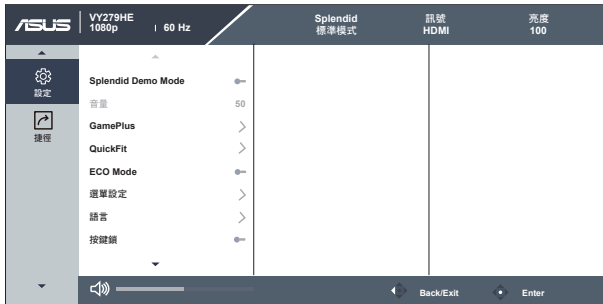 ASUS
VY279HE
1080p | 60 Hz
Splendid
標準模式
訊號
HDMI
亮度
100
設定
捷徑
Splendid Demo Mode
音量 50
GamePlus
QuickFit
ECO Mode
選單設定
語言
按鍵鎖
Back/Exit
Enter